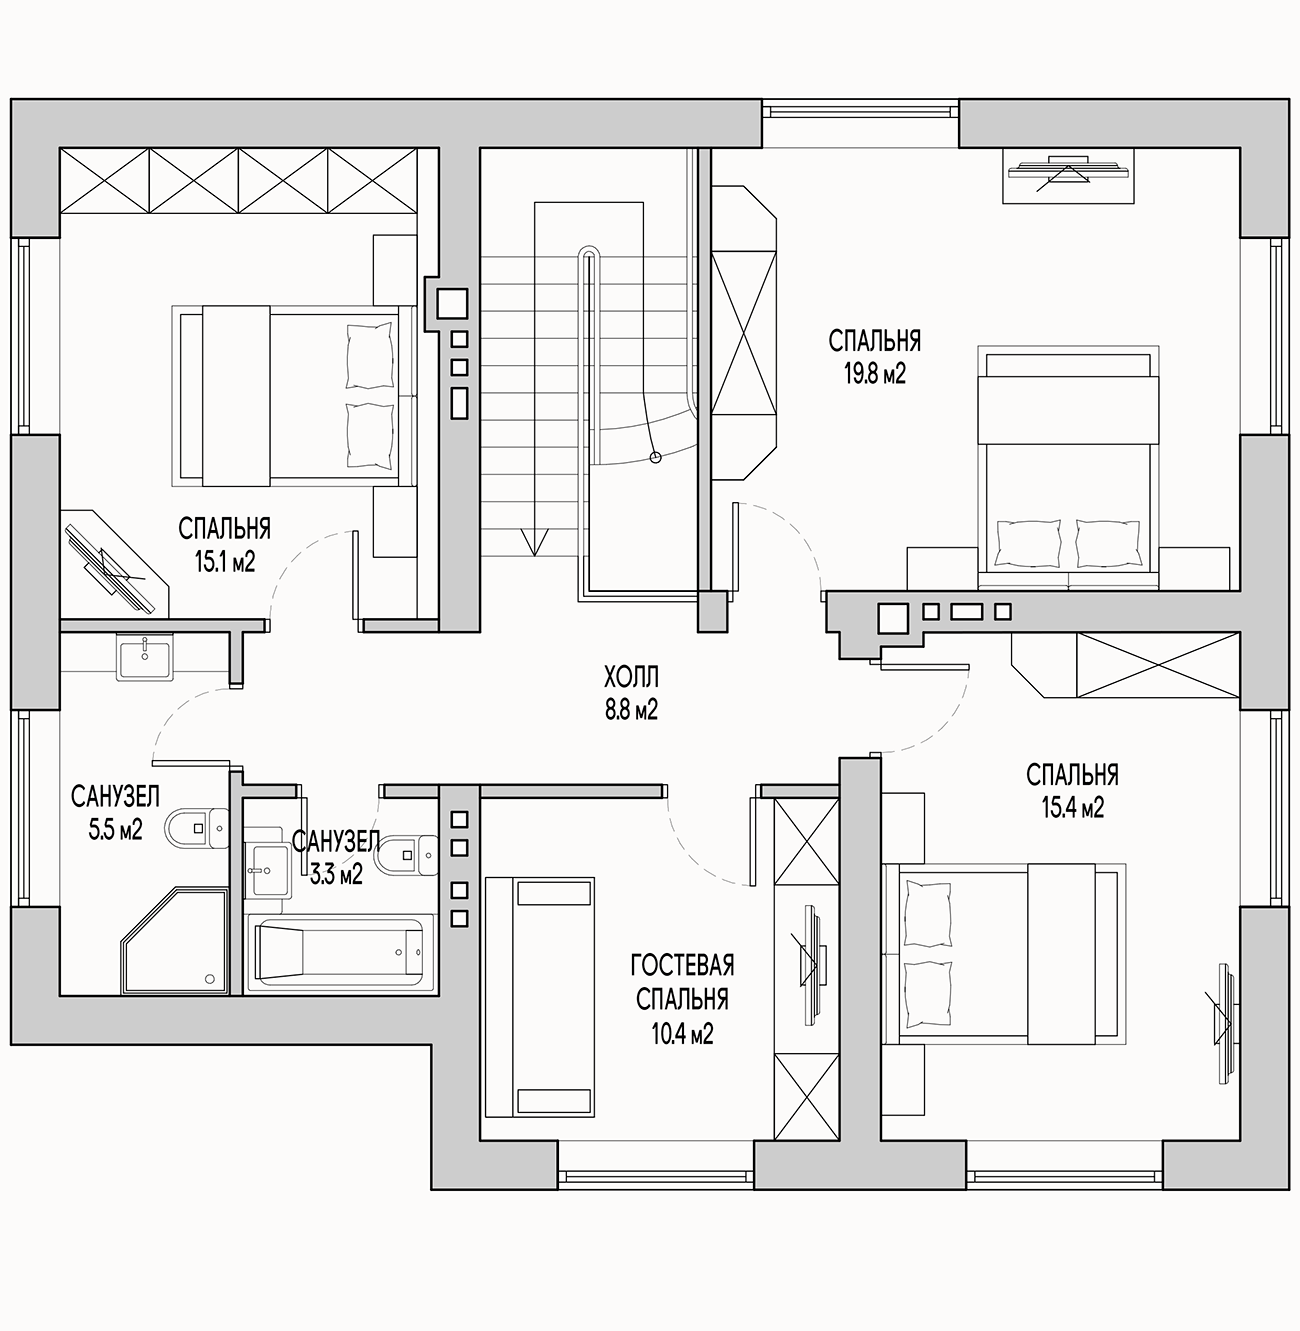 СПАЛЬНЯ
19.8 м2
СПАЛЬНЯ
15.1 м2
ХОЛЛ
8.8 м2
СПАЛЬНЯ
15.4 м2
САНУЗЕЛ
5.5 м2
САНУЗЕЛ
3.3 м2
ГОСТЕВАЯ
СПАЛЬНЯ
10.4 м2